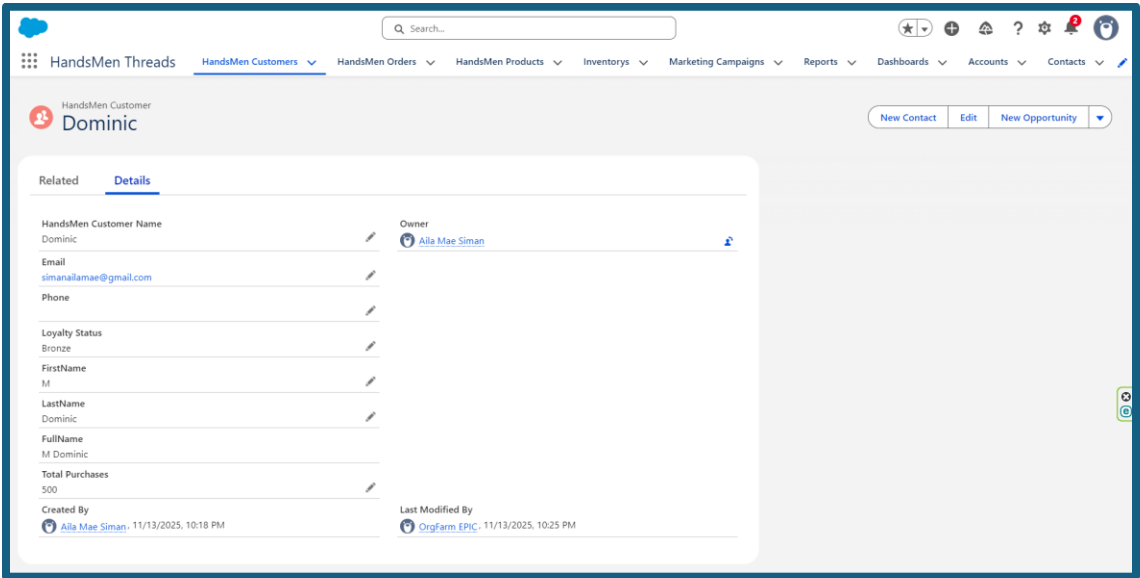 Search...
2
HandsMen Threads
HandsMen Customers
HandsMen Orders
HandsMen Products
Inventorys
Marketing Campaigns
Reports
Dashboards
Accounts
Contacts
HandsMen Customer
Dominic
New Contact
Edit
New Opportunity
Related
Details
HandsMen Customer Name
Dominic
Owner
Aila Mae Siman
Email
simanailamae@gmail.com
Phone
Loyalty Status
Bronze
FirstName
M
LastName
Dominic
FullName
M Dominic
Total Purchases
500
Created By
Aila Mae Siman, 11/13/2025, 10:18 PM
Last Modified By
OrgFarm EPIC, 11/13/2025, 10:25 PM